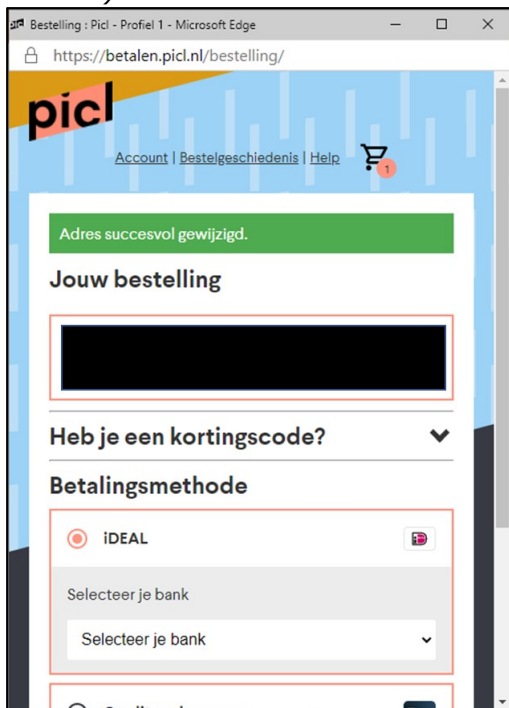 Bestelling : Picl - Profiel 1 - Microsoft Edge
https://betalen.picl.nl/bestelling/
picl
Account | Bestelgeschiedenis | Help
1
Adres succesvol gewijzigd.
Jouw bestelling
Heb je een kortingscode?
Betalingsmethode
iDEAL
Selecteer je bank
Selecteer je bank